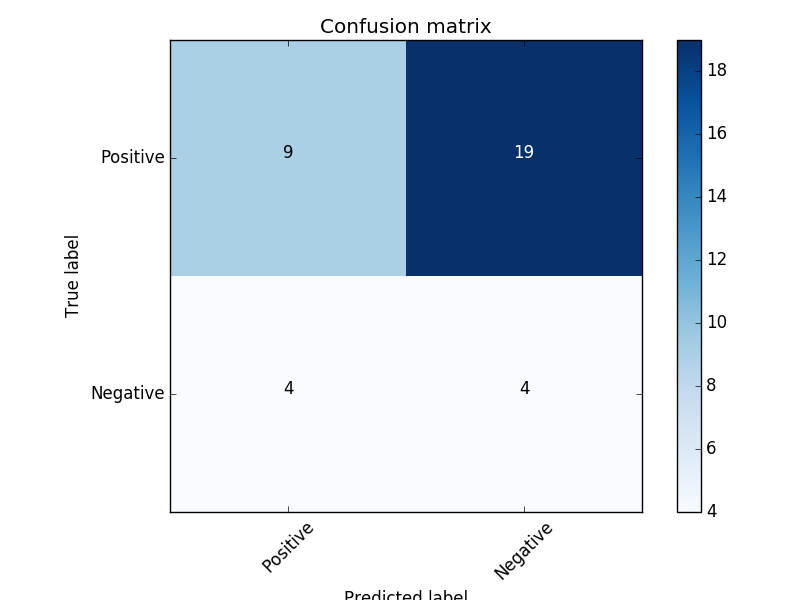 Confusion matrix
Positive
9
19
Negative
4
4
True label
Positive
Negative
Predicted label
18
16
14
12
10
8
6
4